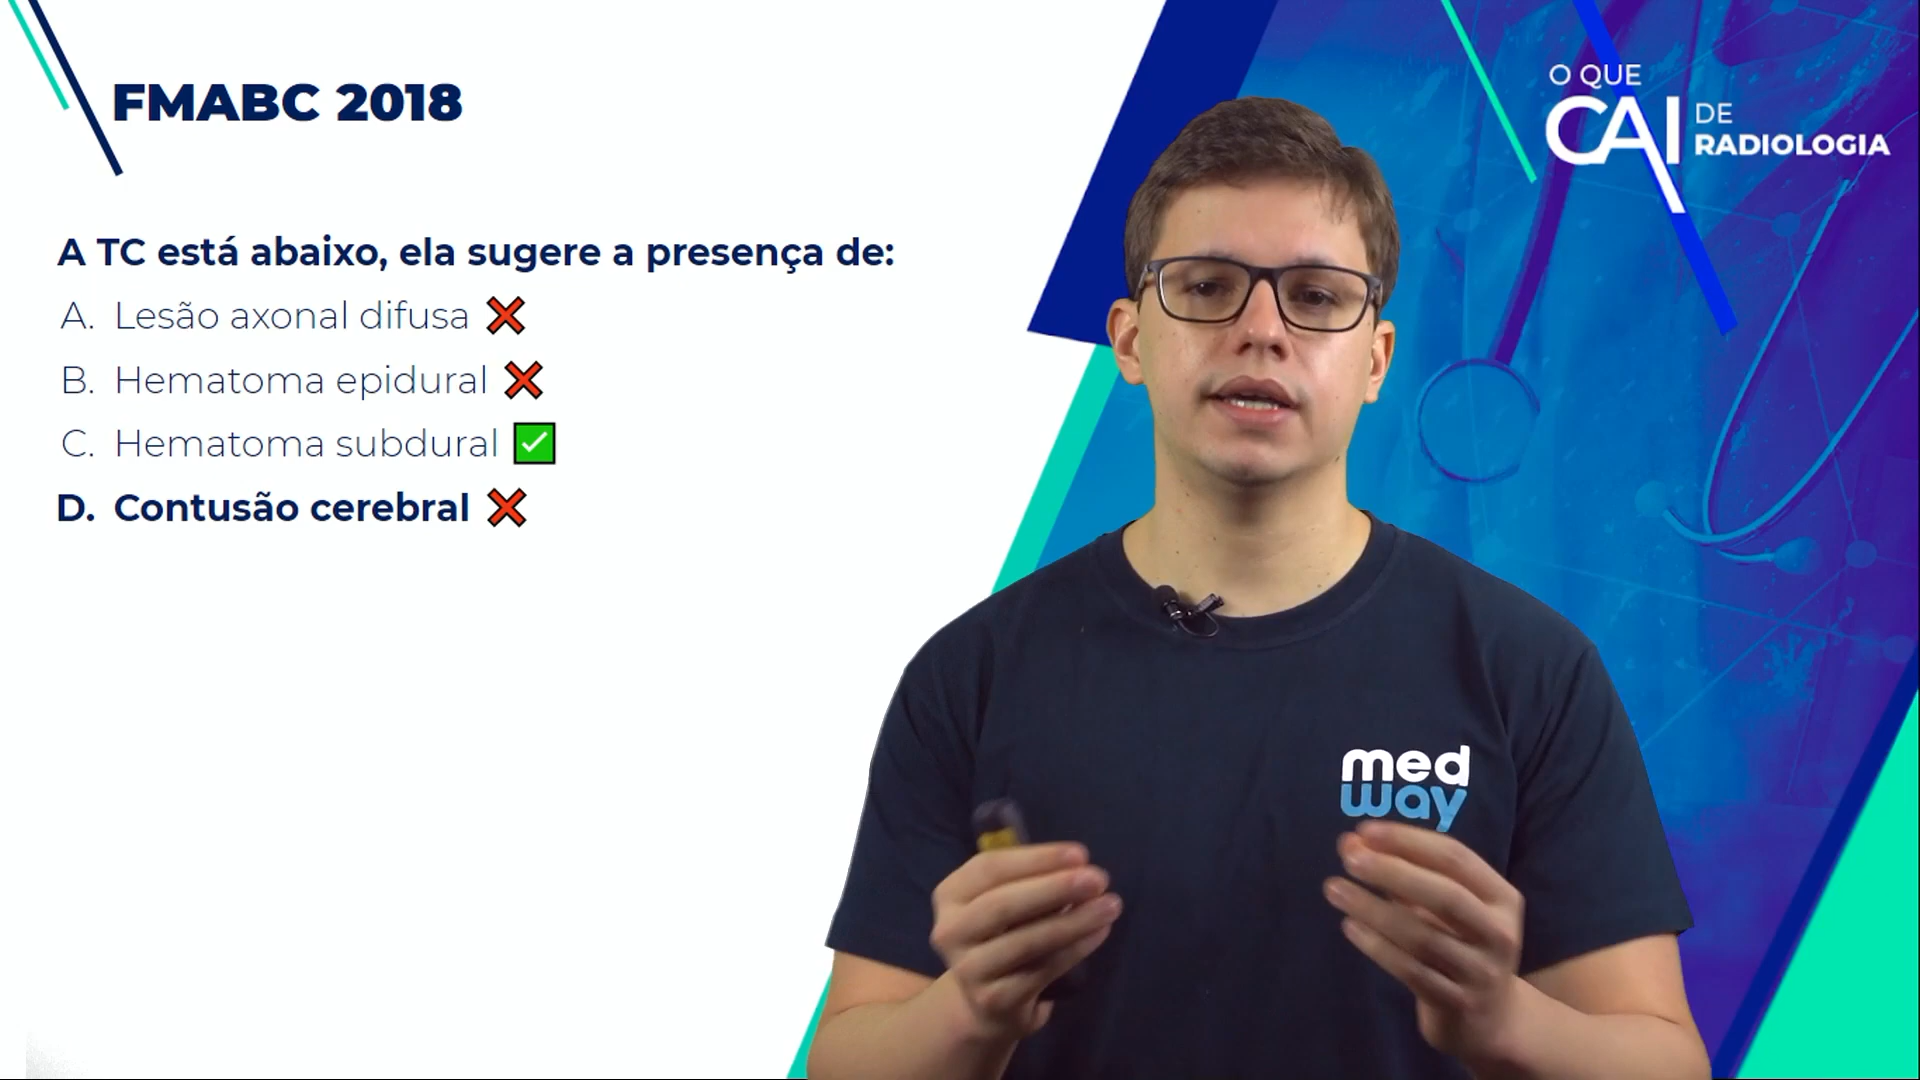 FMABC 2018
O QUE
CAI DE
RADIOLOGIA
A TC está abaixo, ela sugere a presença de:
A. Lesão axonal difusa ❌
B. Hematoma epidural ❌
C. Hematoma subdural ✅
D. Contusão cerebral ❌
med
way